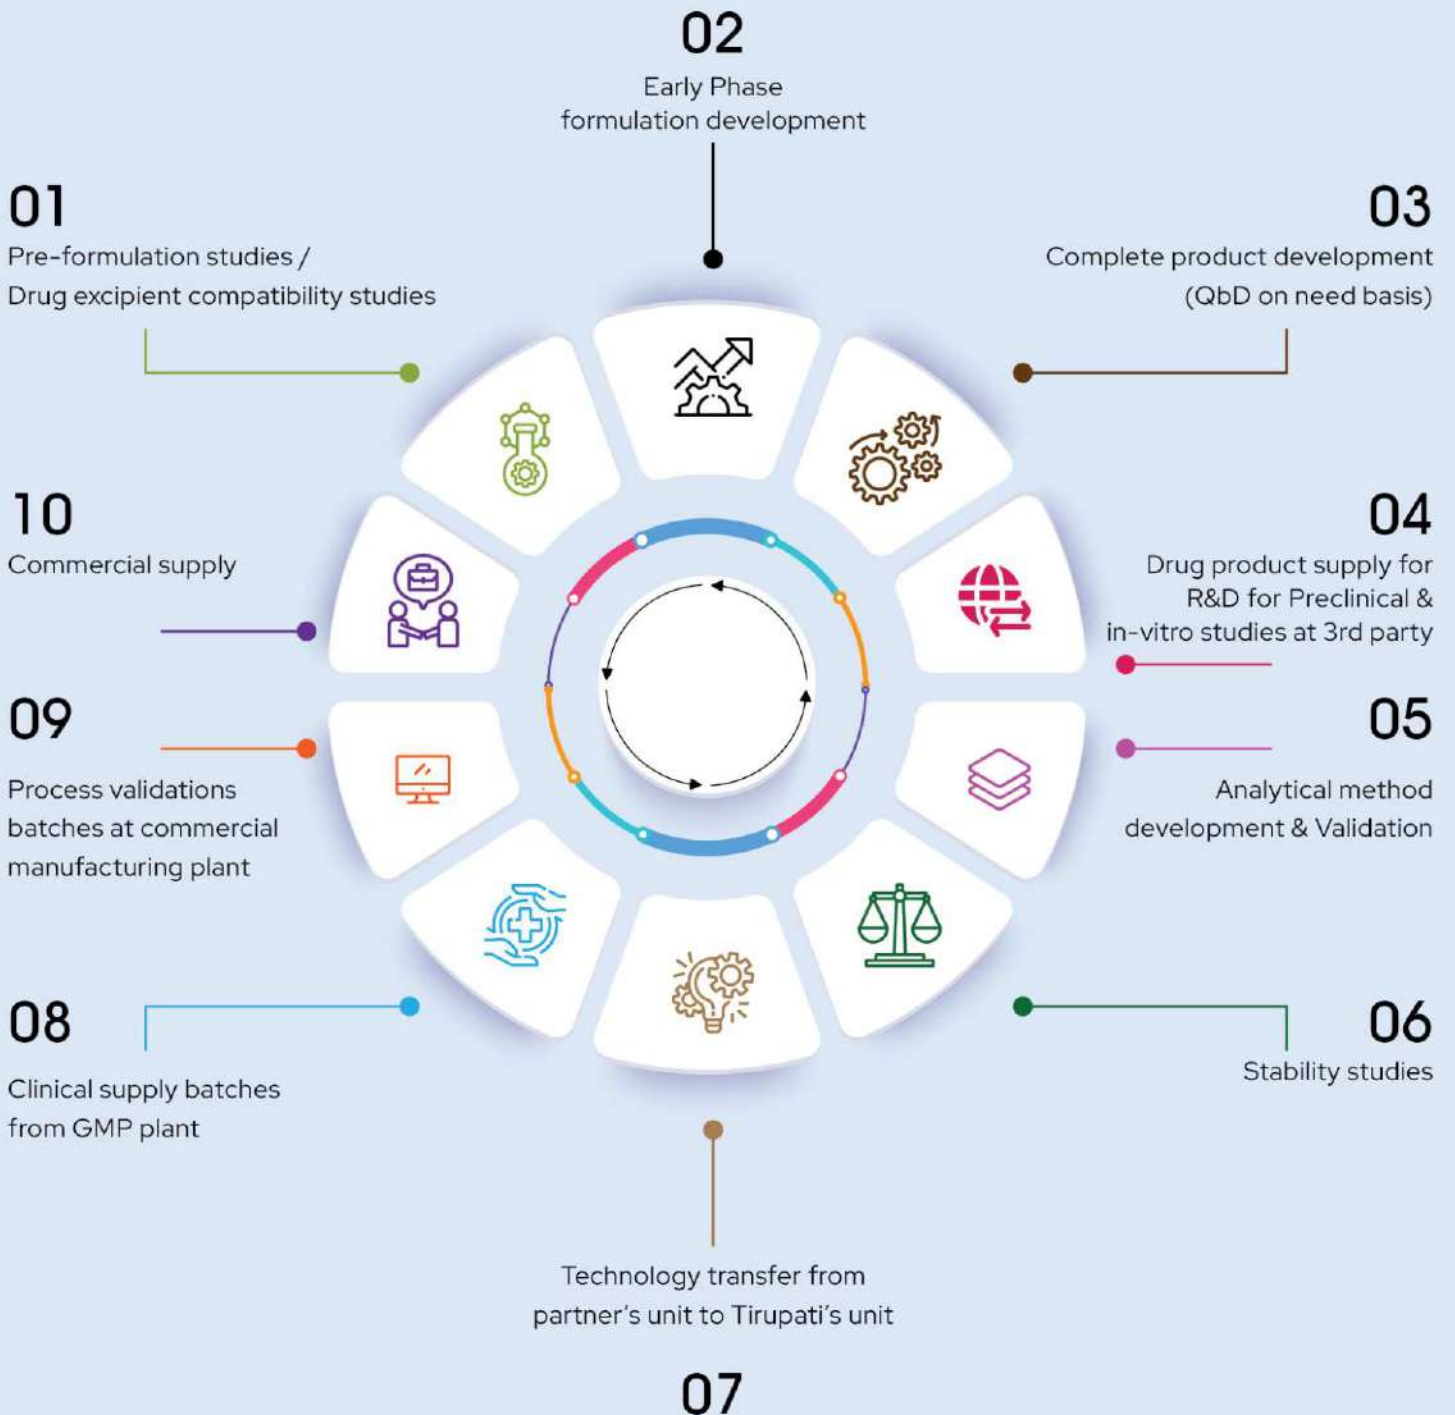 01
Pre-formulation studies /
Drug excipient compatibility studies
02
Early Phase
formulation development
03
Complete product development
(QbD on need basis)
04
Drug product supply for
R&D for Preclinical &
in-vitro studies at 3rd party
05
Analytical method
development & Validation
06
Stability studies
Technology transfer from
partner's unit to Tirupati's unit
07
08
Clinical supply batches
from GMP plant
09
Process validations
batches at commercial
manufacturing plant
10
Commercial supply